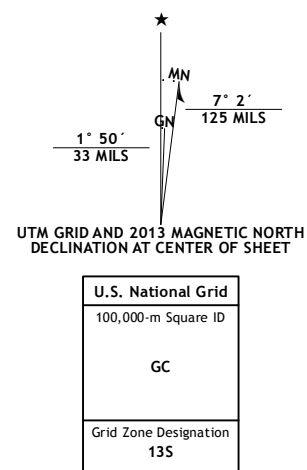 ★
MN
7° 2´
125 MILS
GN
1° 50´
33 MILS
UTM GRID AND 2013 MAGNETIC NORTH
DECLINATION AT CENTER OF SHEET
U.S. National Grid
100,000-m Square ID
GC
Grid Zone Designation
13S